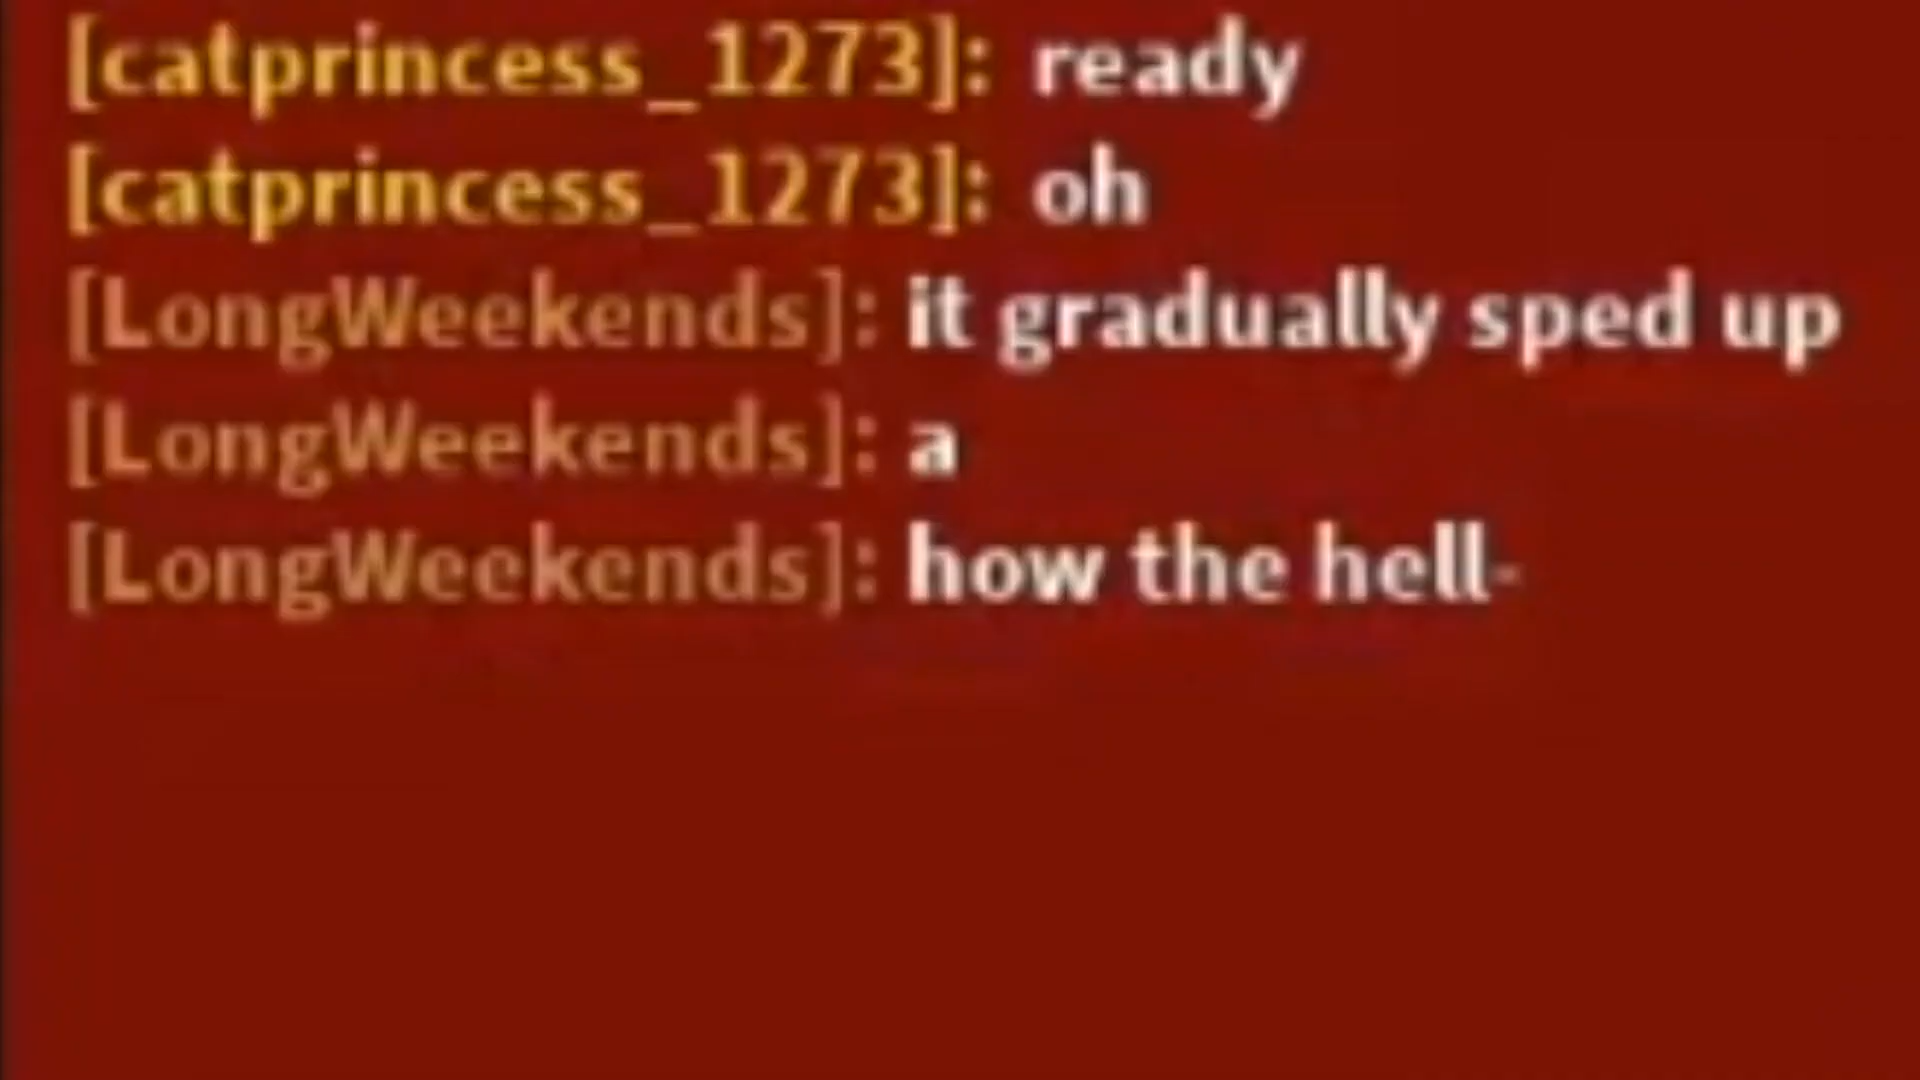 [catprincess_1273]: ready
[catprincess_1273]: oh
[LongWeekends]: it gradually sped up
[LongWeekends]: a
[LongWeekends]: how the hell-